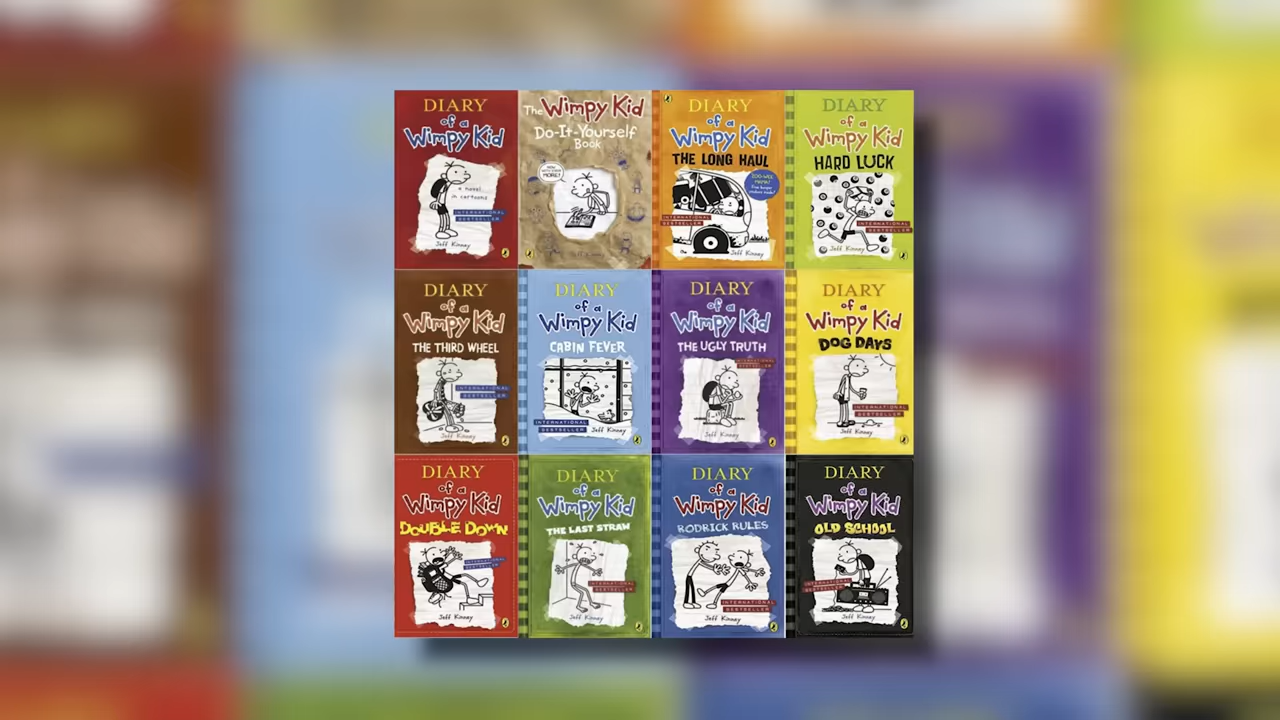 DIARY
of a
Wimpy Kid
a novel
in cartoons
INTERNATIONAL
BESTSELLER
Jeff Kinney
The Wimpy Kid
Do-It-Yourself
Book
NOW WITH EVEN
MORE!
Jeff Kinney
DIARY
of a
Wimpy Kid
THE LONG HAUL
INTERNATIONAL
BESTSELLER
Jeff Kinney
DIARY
of a
Wimpy Kid
HARD LUCK
INTERNATIONAL
BESTSELLER
Jeff Kinney
DIARY
of a
Wimpy Kid
THE THIRD WHEEL
INTERNATIONAL
BESTSELLER
Jeff Kinney
DIARY
of a
Wimpy Kid
CABIN FEVER
INTERNATIONAL
BESTSELLER
Jeff Kinney
DIARY
of a
Wimpy Kid
THE UGLY TRUTH
INTERNATIONAL
BESTSELLER
Jeff Kinney
DIARY
of a
Wimpy Kid
DOG DAYS
INTERNATIONAL
BESTSELLER
Jeff Kinney
DIARY
of a
Wimpy Kid
DOUBLE DOWN
INTERNATIONAL
BESTSELLER
Jeff Kinney
DIARY
of a
Wimpy Kid
THE LAST STRAW
INTERNATIONAL
BESTSELLER
Jeff Kinney
DIARY
of a
Wimpy Kid
RODRICK RULES
INTERNATIONAL
BESTSELLER
Jeff Kinney
DIARY
of a
Wimpy Kid
OLD SCHOOL
INTERNATIONAL
BESTSELLER
Jeff Kinney